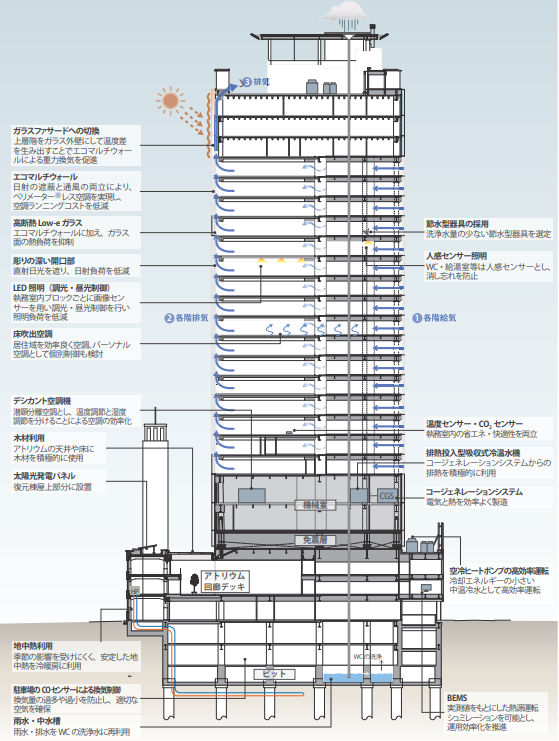 ③ 排気
ガラスファサードへの切換
上層階をガラス外壁にして温度差
を生み出すことでエコマルチウォー
ルによる重力換気を促進
エコマルチウォール
日射の遮蔽と通風の両立により、
ペリメーター※レス空調を実現し、
空調ランニングコストを低減
高断熱 Low-e ガラス
エコマルチウォールに加え、ガラス
面の熱負荷を抑制
彫りの深い開口部
直射日光を遮り、日射負荷を低減
LED 照明（調光・昼光制御）
執務室内ブロックごとに画像セン
サーを用い調光・昼光制御を行い
照明負荷を低減
② 各階排気
床吹出空調
居住域を効率良く空調、パーソナル
空調として個別制御も検討
デシカント空調機
潜顕分離空調とし、温度調節と湿度
調節を分けることによる空調の効率化
木材利用
アトリウムの天井や床に
木材を積極的に使用
太陽光発電パネル
復元棟屋上部分に設置
節水型器具の採用
洗浄水量の少ない節水型器具を選定
人感センサー照明
WC・給湯室等は人感センサーとし、
消し忘れを防止
① 各階給気
温度センサー・CO₂ センサー
執務室内の省エネ・快適性を両立
排熱投入型吸収式冷温水機
コージェネレーションシステムからの
排熱を積極的に利用
コージェネレーションシステム
電気と熱を効率よく製造
CGS
機械室
免震層
アトリウム
回廊デッキ
空冷ヒートポンプの高効率運転
冷却エネルギーの小さい
中温冷水として高効率運転
HP
地中熱利用
季節の影響を受けにくく、安定した地
中熱を冷暖房に利用
駐車場の COセンサーによる換気制御
換気量の過多や過小を防止し、適切な
空気を確保
雨水・中水槽
雨水・排水を WC の洗浄水に再利用
ピット
WCの洗浄
BEMS
実測値をもとにした熱源運転
シュミレーションを可能とし、
運用効率化を推進